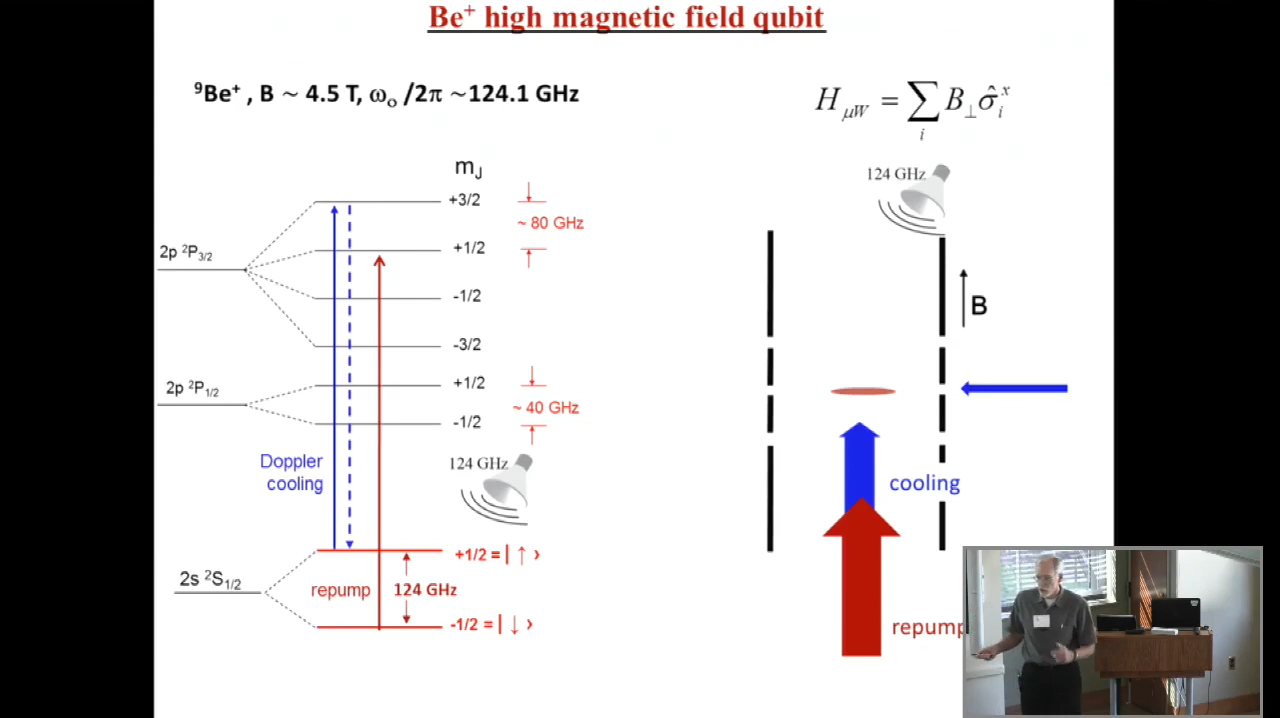 Be⁺ high magnetic field qubit
⁹Be⁺ , B ~ 4.5 T, ω₀ /2π ~124.1 GHz
H_μW = ∑_i B_⊥ σ̂_i^x
m_J
+3/2
~ 80 GHz
2p ²P₃/₂
+1/2
-1/2
-3/2
2p ²P₁/₂
+1/2
~ 40 GHz
-1/2
Doppler
cooling
124 GHz
2s ²S₁/₂
+1/2 = | ↑ ›
repump
124 GHz
-1/2 = | ↓ ›
124 GHz
B
cooling
repump